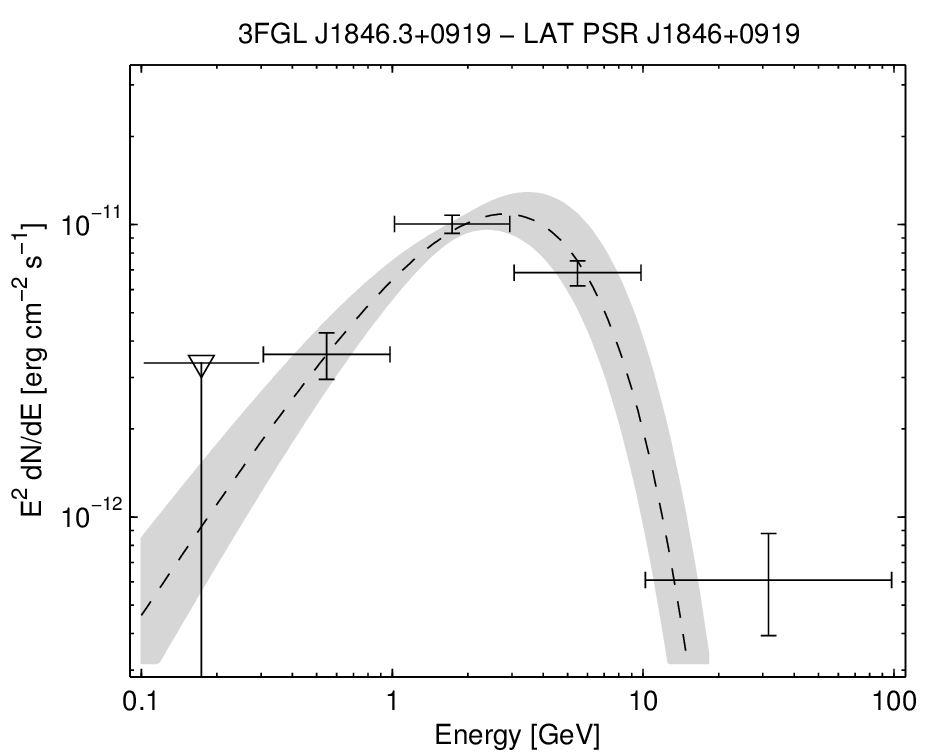 3FGL J1846.3+0919 − LAT PSR J1846+0919
E² dN/dE [erg cm⁻² s⁻¹]
10⁻¹¹
10⁻¹²
0.1 1 10 100
Energy [GeV]